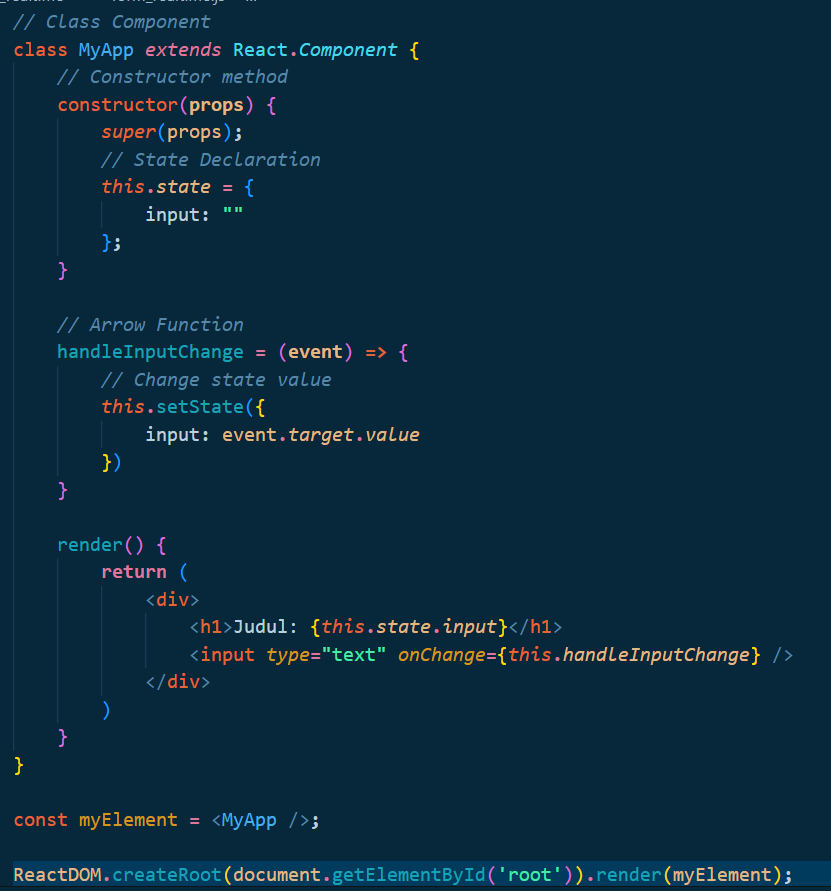 // Class Component
class MyApp extends React.Component {
    // Constructor method
    constructor(props) {
        super(props);
        // State Declaration
        this.state = {
            input: ""
        };
    }

    // Arrow Function
    handleInputChange = (event) => {
        // Change state value
        this.setState({
            input: event.target.value
        })
    }

    render() {
        return (
            <div>
                <h1>Judul: {this.state.input}</h1>
                <input type="text" onChange={this.handleInputChange} />
            </div>
        )
    }
}

const myElement = <MyApp />;

ReactDOM.createRoot(document.getElementById('root')).render(myElement);